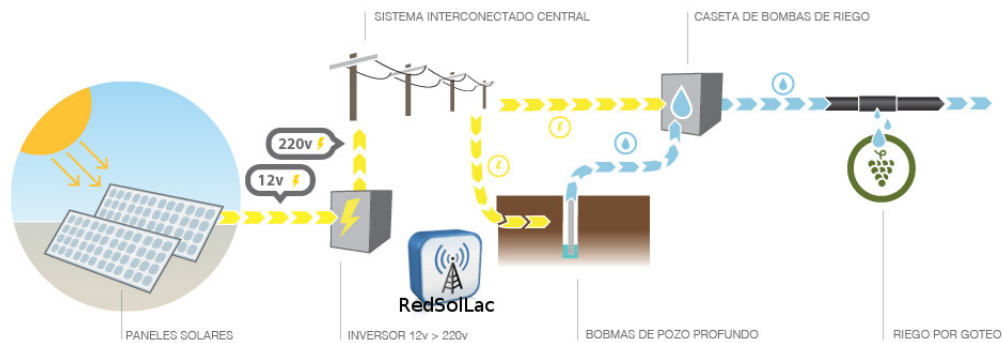 SISTEMA INTERCONECTADO CENTRAL
CASETA DE BOMBAS DE RIEGO
220v
12v
RedSolLac
PANELES SOLARES
INVERSOR 12v > 220v
BOBMAS DE POZO PROFUNDO
RIEGO POR GOTEO